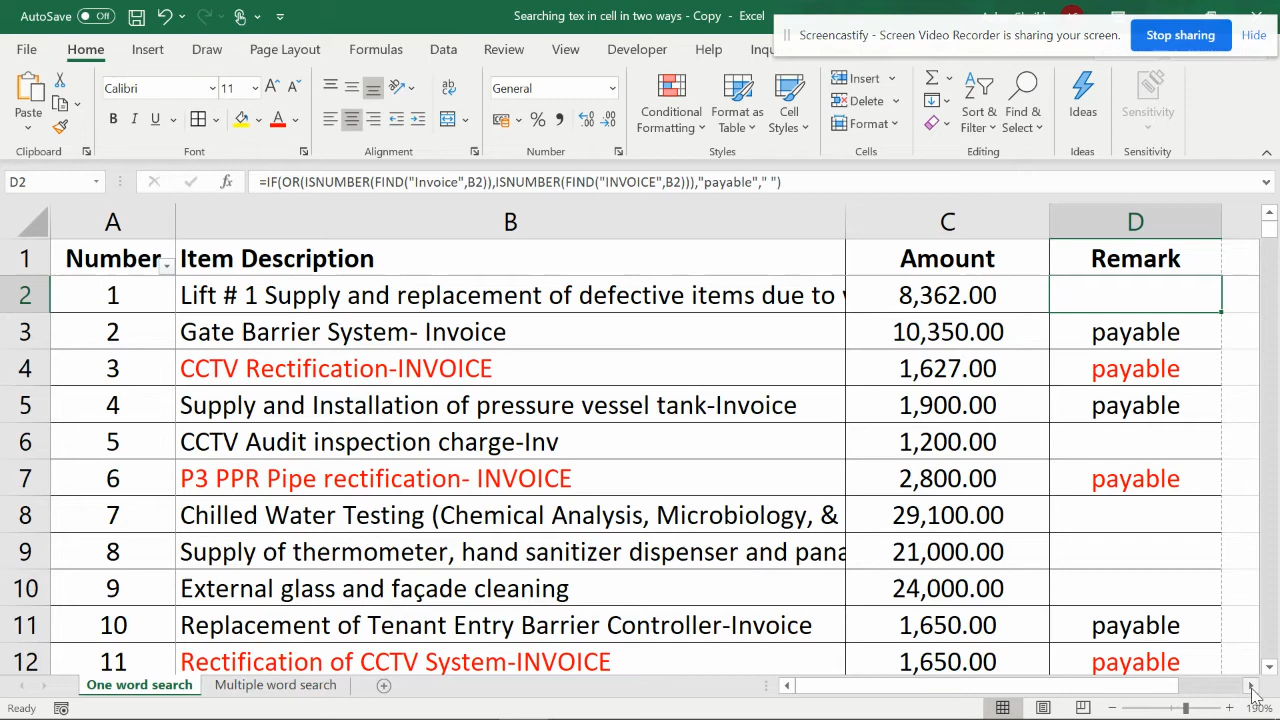 AutoSave Off Searching tex in cell in two ways - Copy - Excel
Screencastify - Screen Video Recorder is sharing your screen. Stop sharing Hide
File Home Insert Draw Page Layout Formulas Data Review View Developer Help
Paste Calibri 11 General Conditional Formatting Format as Table Cell Styles Insert Delete Format Sort & Filter Find & Select Ideas Sensitivity
Clipboard Font Alignment Number Styles Cells Editing Ideas Sensitivity
D2 fx =IF(OR(ISNUMBER(FIND("Invoice",B2)),ISNUMBER(FIND("INVOICE",B2))),"payable"," ")
A B C D
1 Number Item Description Amount Remark
2 1 Lift # 1 Supply and replacement of defective items due to 8,362.00
3 2 Gate Barrier System- Invoice 10,350.00 payable
4 3 CCTV Rectification-INVOICE 1,627.00 payable
5 4 Supply and Installation of pressure vessel tank-Invoice 1,900.00 payable
6 5 CCTV Audit inspection charge-Inv 1,200.00
7 6 P3 PPR Pipe rectification- INVOICE 2,800.00 payable
8 7 Chilled Water Testing (Chemical Analysis, Microbiology, & 29,100.00
9 8 Supply of thermometer, hand sanitizer dispenser and pana 21,000.00
10 9 External glass and façade cleaning 24,000.00
11 10 Replacement of Tenant Entry Barrier Controller-Invoice 1,650.00 payable
12 11 Rectification of CCTV System-INVOICE 1,650.00 payable
One word search Multiple word search
Ready 190%